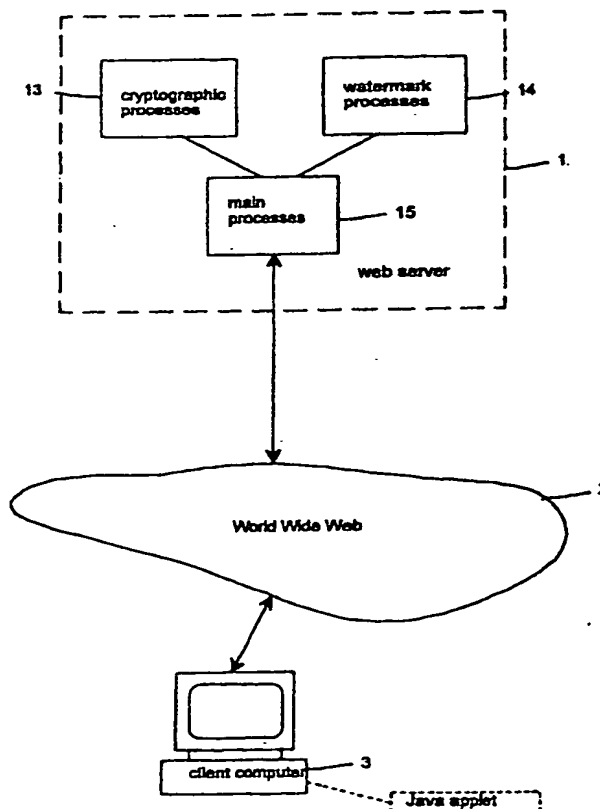 13
cryptographic
processes
watermark
processes
14
1.
main
processes
15
web server
World Wide Web
client computer
3
Java applet